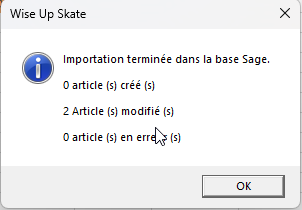 Wise Up Skate
Importation terminée dans la base Sage.
0 article (s) créé (s)
2 Article (s) modifié (s)
0 article (s) en (s)
OK